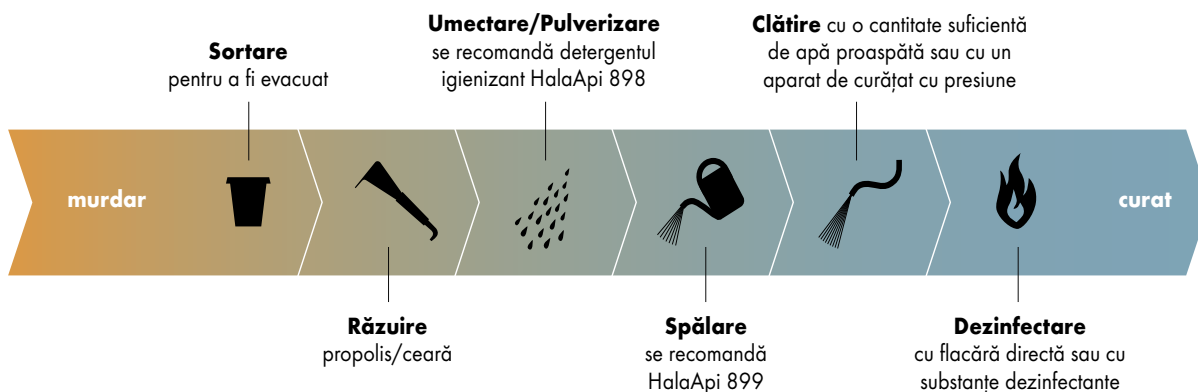 Sortare
pentru a fi evacuat
Umectare/Pulverizare
se recomandă detergentul
igienizant HalaApi 898
Clătire cu o cantitate suficientă
de apă proaspătă sau cu un
aparat de curățat cu presiune
murdar
curat
Răzuire
propolis/ceară
Spălare
se recomandă
HalaApi 899
Dezinfectare
cu flacără directă sau cu
substanțe dezinfectante